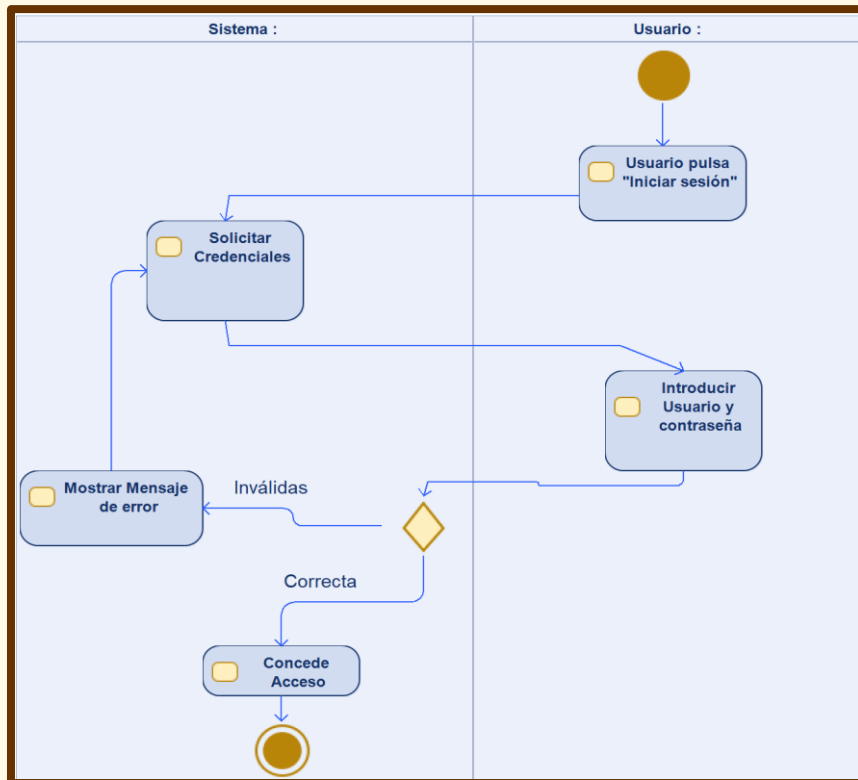 Sistema :
Usuario :
Usuario pulsa
"Iniciar sesión"
Solicitar
Credenciales
Introducir
Usuario y
contraseña
Mostrar Mensaje
de error
Inválidas
Correcta
Concede
Acceso